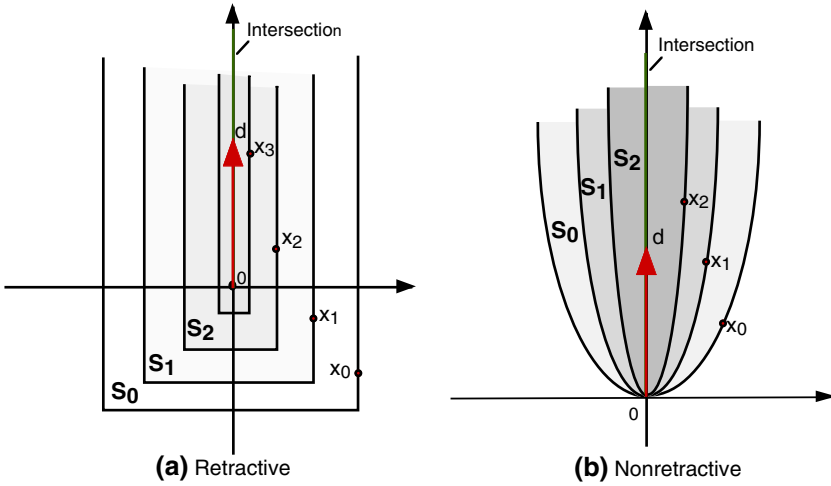 Intersection
d
x3
x2
0
x1
S2
S1
x0
S0
(a) Retractive
Intersection
S2
S1
x2
S0
d
x1
x0
0
(b) Nonretractive